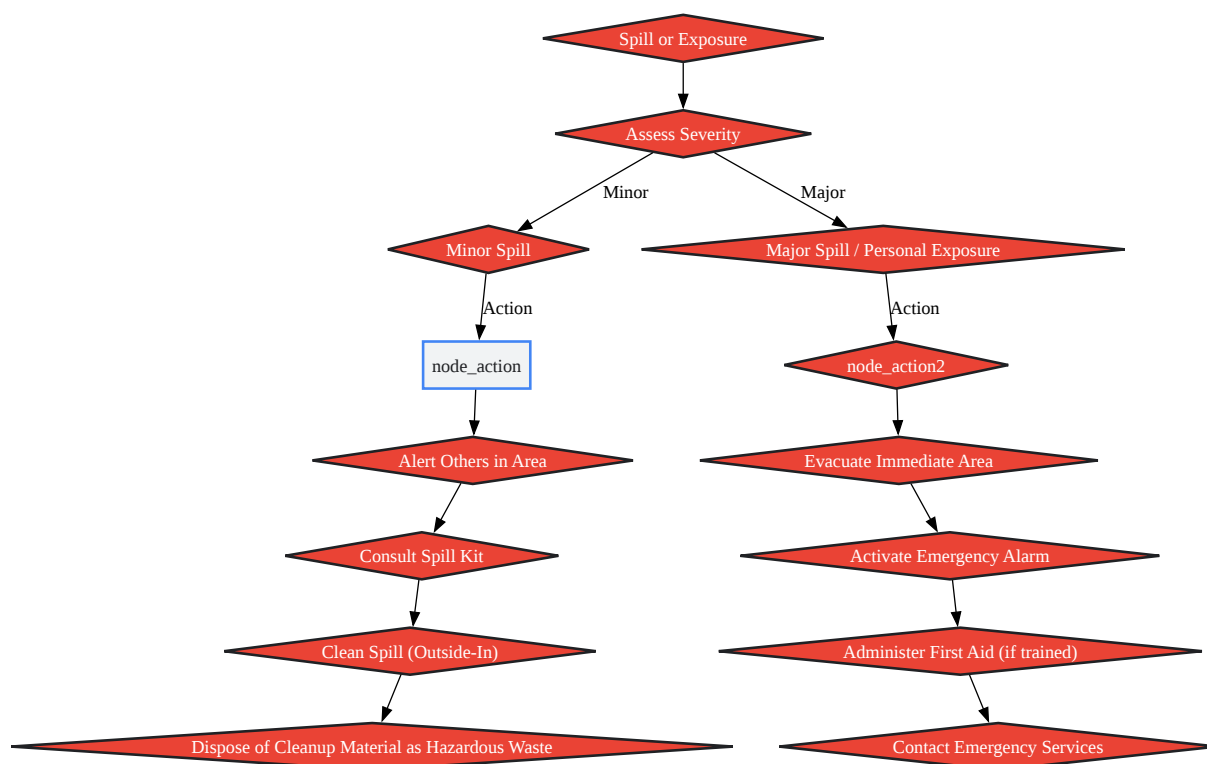 Spill or Exposure
Assess Severity
Minor
Major
Minor Spill
Major Spill / Personal Exposure
Action
Action
node_action
node_action2
Alert Others in Area
Evacuate Immediate Area
Consult Spill Kit
Activate Emergency Alarm
Clean Spill (Outside-In)
Administer First Aid (if trained)
Dispose of Cleanup Material as Hazardous Waste
Contact Emergency Services